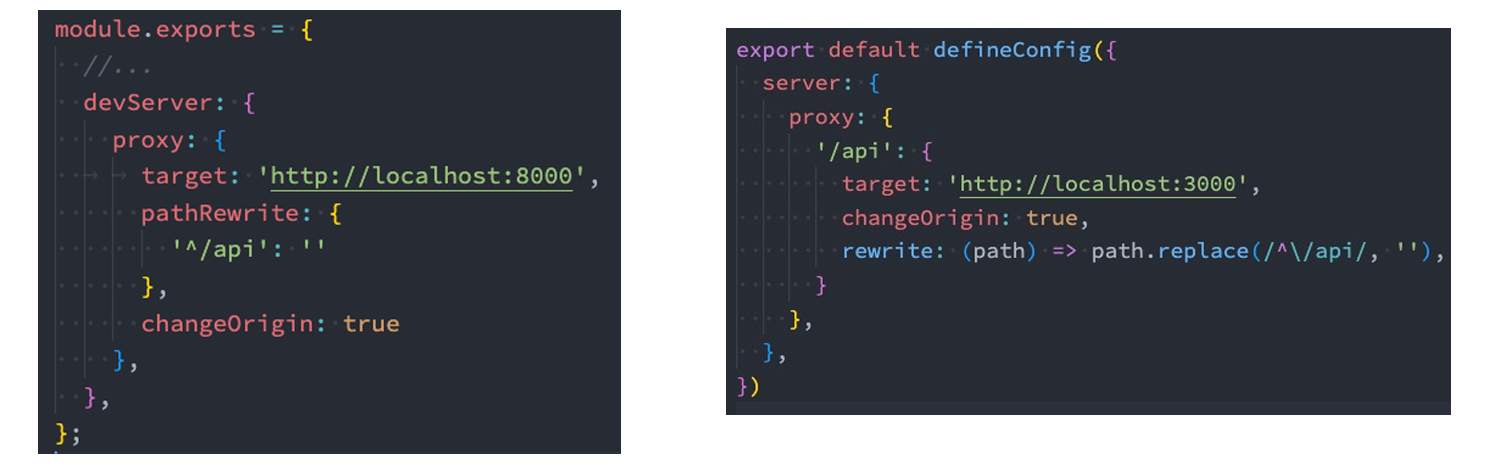 module.exports = {
  //...
  devServer: {
    proxy: {
      target: 'http://localhost:8000',
      pathRewrite: {
        '^/api': ''
      },
      changeOrigin: true
    },
  },
};
export default defineConfig({
  server: {
    proxy: {
      '/api': {
        target: 'http://localhost:3000',
        changeOrigin: true,
        rewrite: (path) => path.replace(/^\/api/, ''),
      }
    },
  },
})